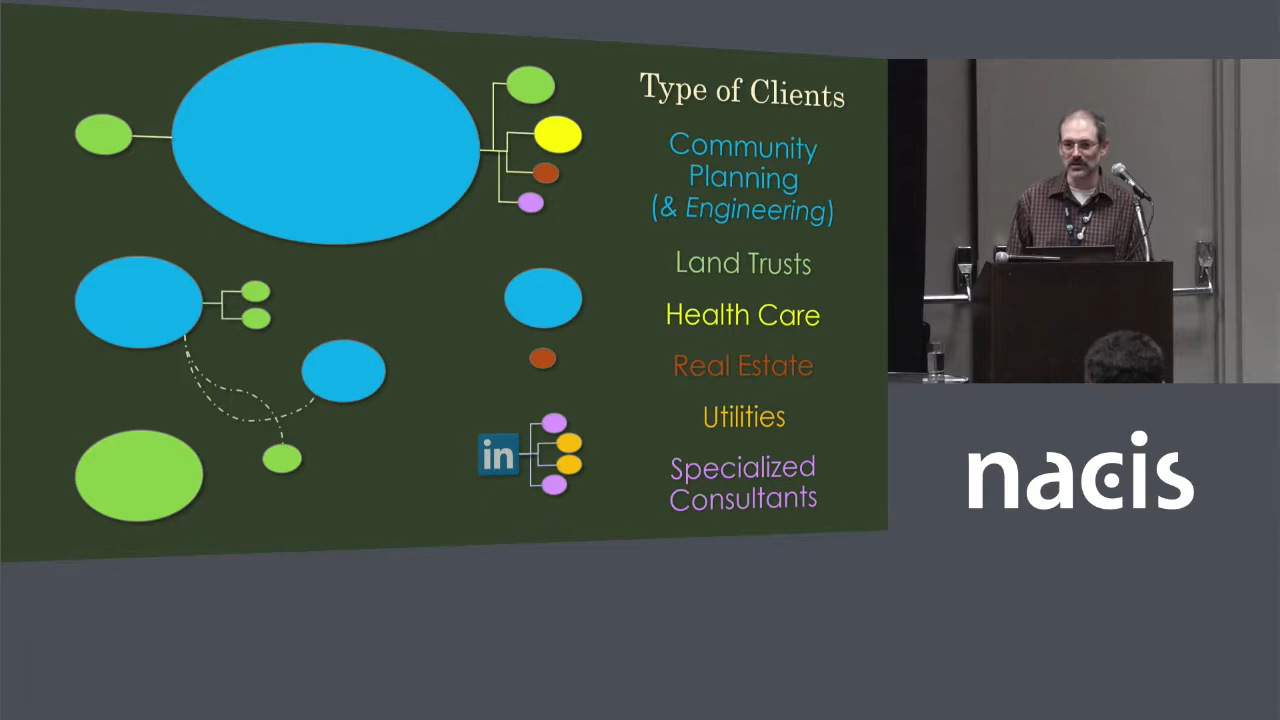 Type of Clients
Community
Planning
(& Engineering)
Land Trusts
Health Care
Real Estate
Utilities
Specialized
Consultants
in
nacis